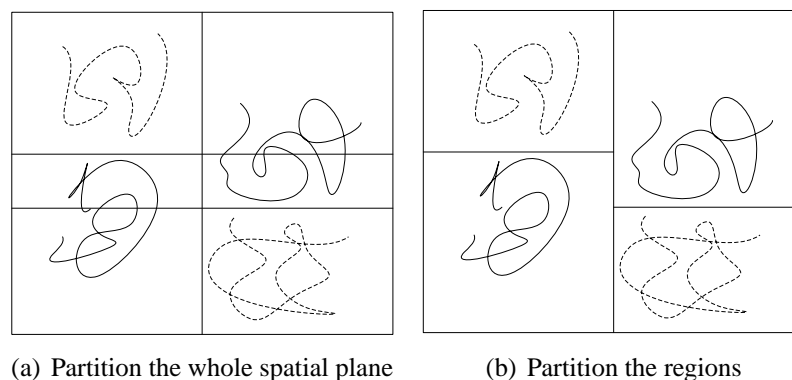 (a) Partition the whole spatial plane
(b) Partition the regions